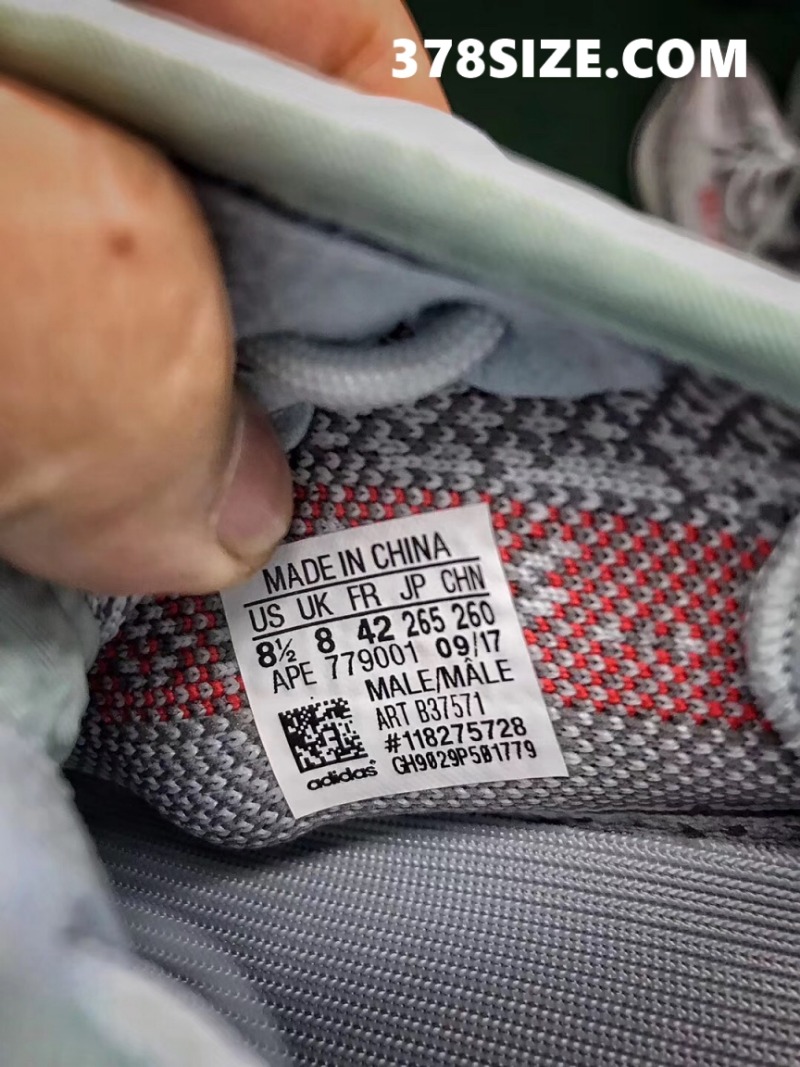 378SIZE.COM
MADE IN CHINA
US UK FR JP CHN
8½ 8 42 265 260
APE 779001 09/17
MALE/MÂLE
ART B37571
#118275728
GH9029P501779
adidas